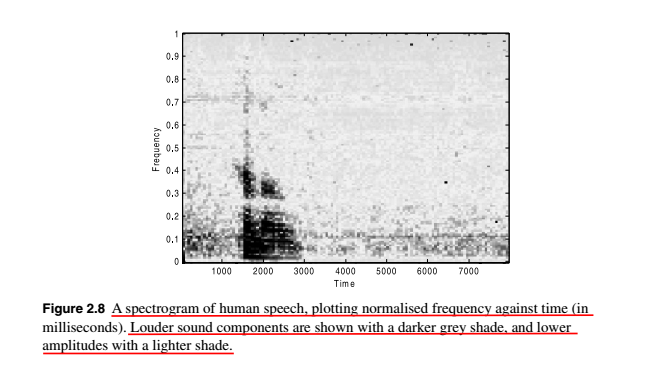 1
0.9
0.8
0.7
0.6
0.5
0.4
0.3
0.2
0.1
0
Frequency
1000 2000 3000 4000 5000 6000 7000
Time
Figure 2.8 A spectrogram of human speech, plotting normalised frequency against time (in
milliseconds). Louder sound components are shown with a darker grey shade, and lower
amplitudes with a lighter shade.